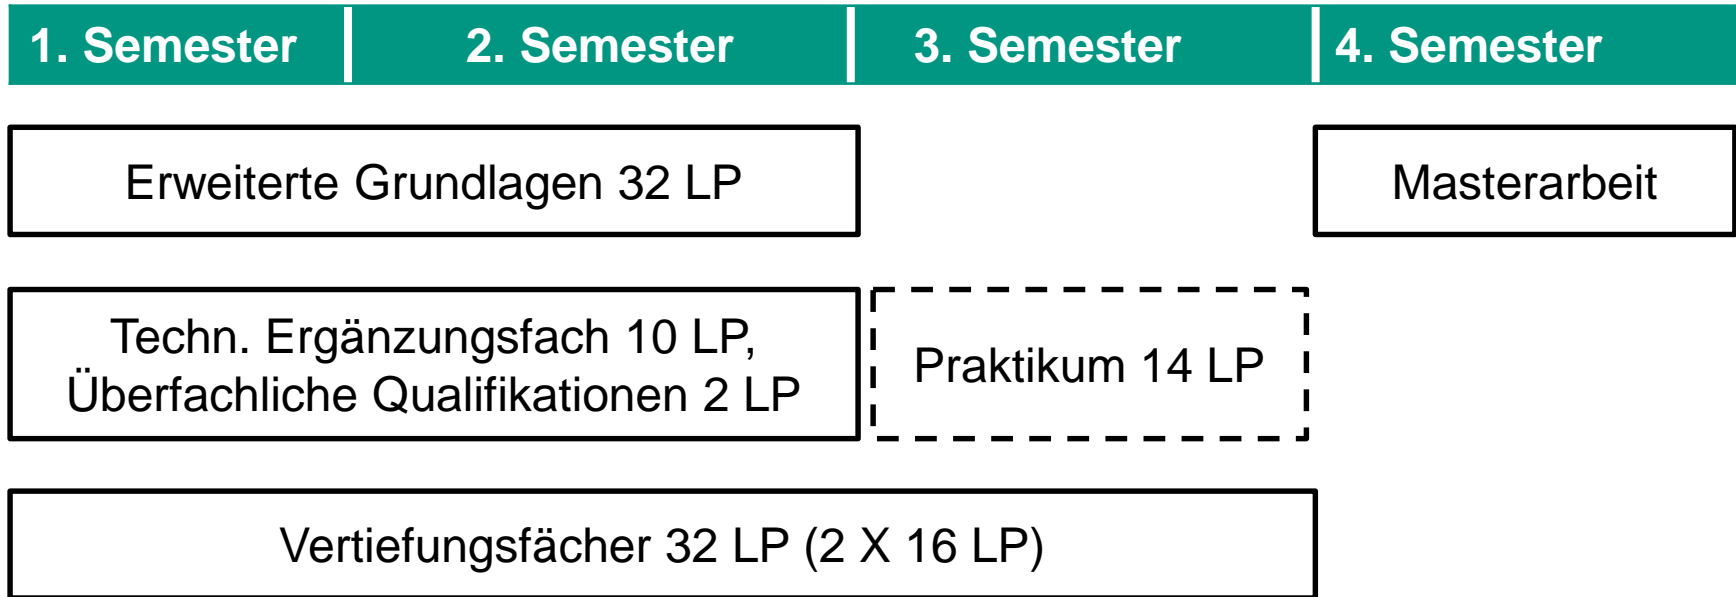 1. Semester
2. Semester
3. Semester
4. Semester
Erweiterte Grundlagen 32 LP
Masterarbeit
Techn. Ergänzungsfach 10 LP,
Überfachliche Qualifikationen 2 LP
Praktikum 14 LP
Vertiefungsfächer 32 LP (2 X 16 LP)